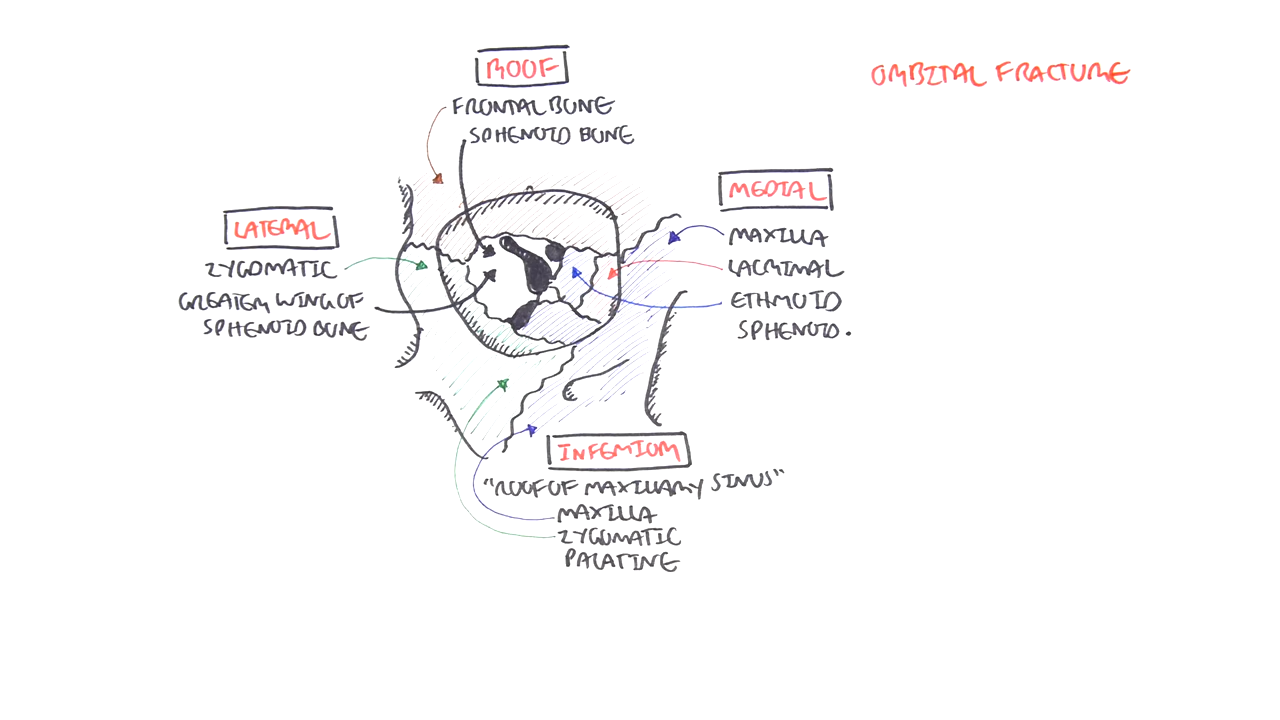 ROOF
FRONTAL BONE
SPHENOID BONE
ORBITAL FRACTURE
MEDIAL
MAXILLA
LACRIMAL
ETHMOID
SPHENOID.
LATERAL
ZYGOMATIC
GREATER WING OF
SPHENOID BONE
INFERIOR
"ROOF OF MAXILLARY SINUS"
MAXILLA
ZYGOMATIC
PALATINE